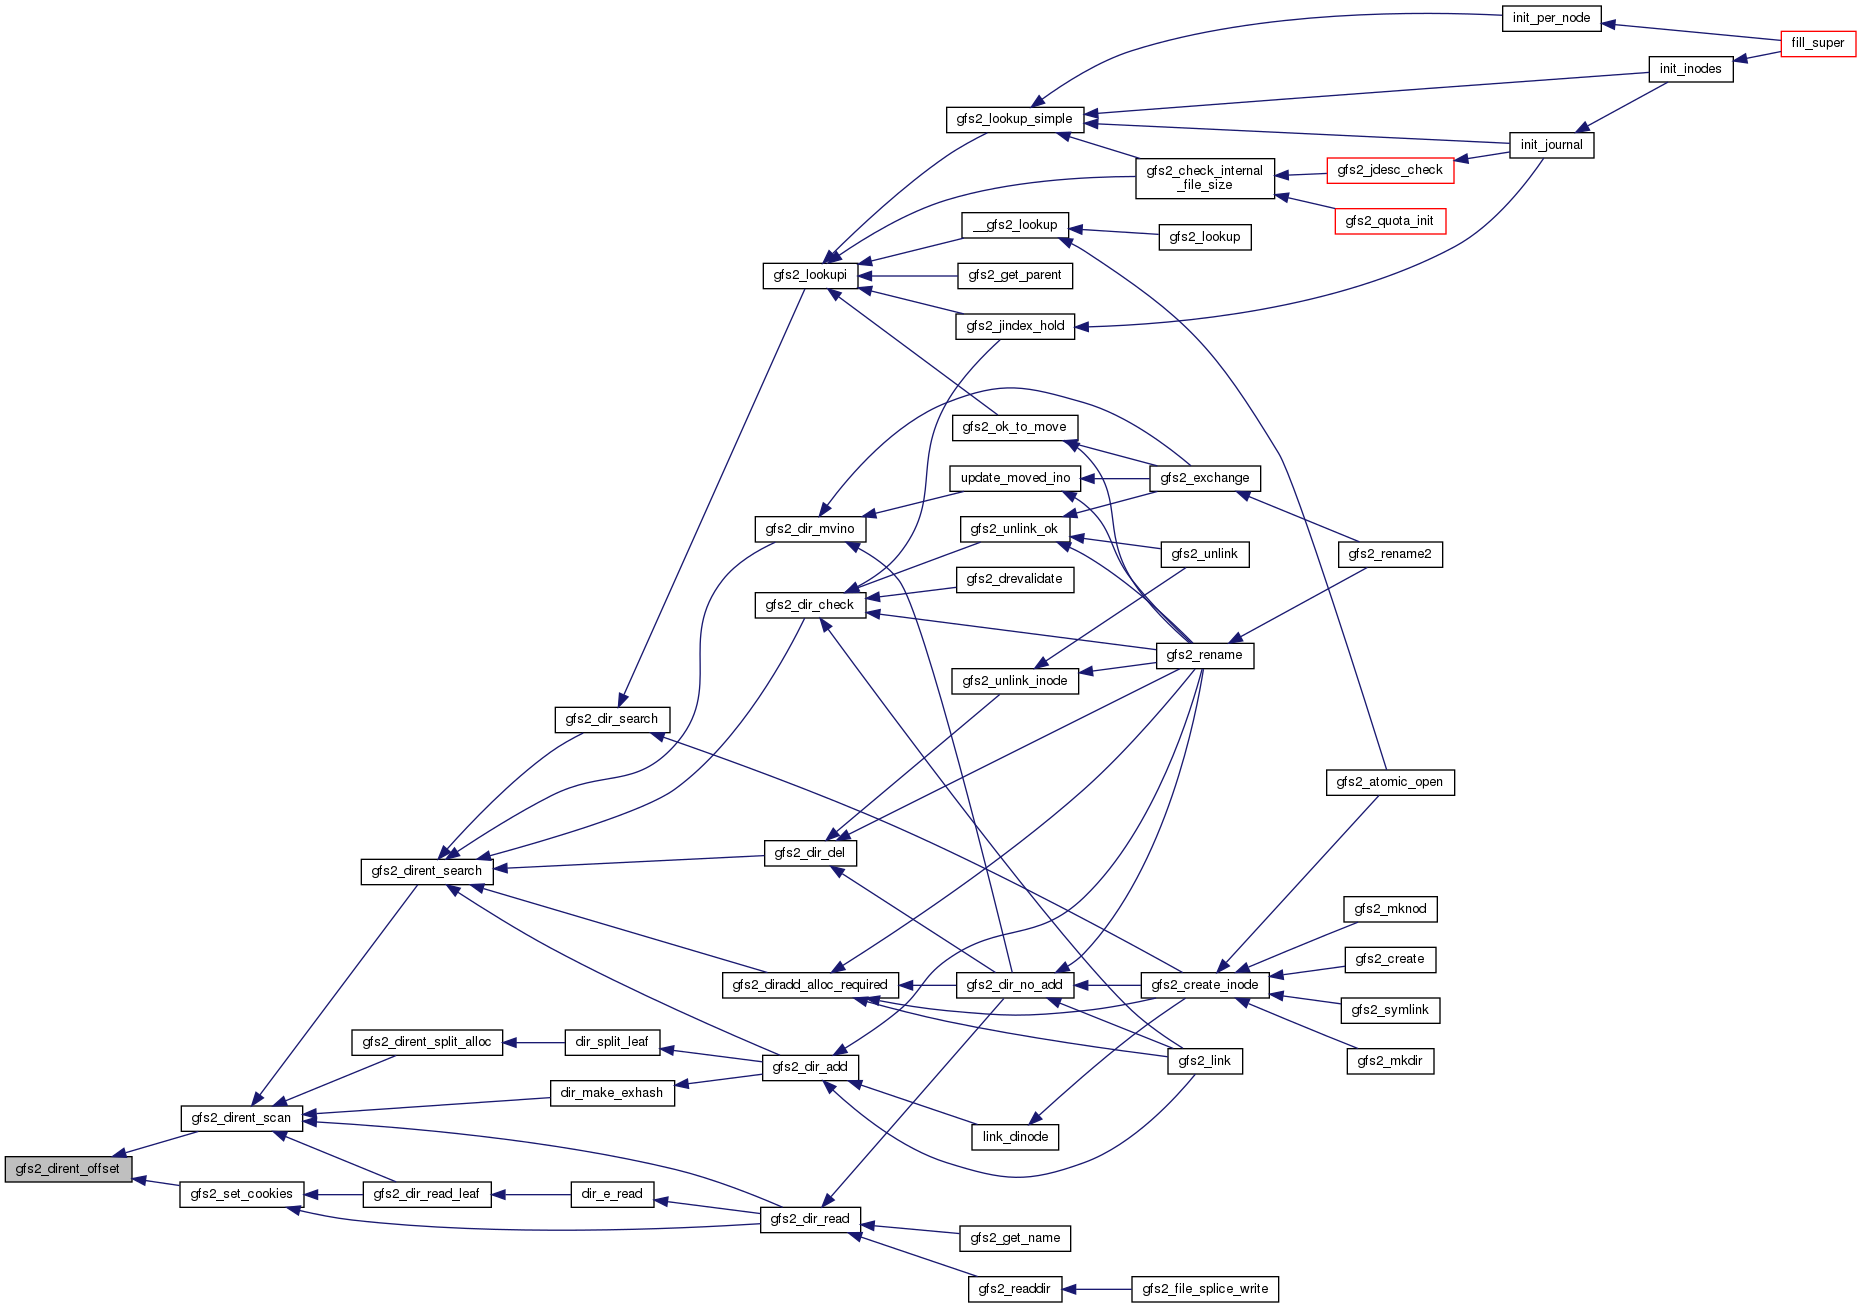 init_per_node
fill_super
init_inodes
gfs2_lookup_simple
init_journal
gfs2_check_internal
_file_size
gfs2_jdesc_check
gfs2_quota_init
__gfs2_lookup
gfs2_lookup
gfs2_lookupi
gfs2_get_parent
gfs2_jindex_hold
gfs2_ok_to_move
update_moved_ino
gfs2_exchange
gfs2_dir_mvino
gfs2_unlink_ok
gfs2_unlink
gfs2_rename2
gfs2_drevalidate
gfs2_dir_check
gfs2_rename
gfs2_unlink_inode
gfs2_dir_search
gfs2_atomic_open
gfs2_dir_del
gfs2_dirent_search
gfs2_mknod
gfs2_create
gfs2_diradd_alloc_required
gfs2_dir_no_add
gfs2_create_inode
gfs2_symlink
gfs2_dirent_split_alloc
dir_split_leaf
gfs2_dir_add
gfs2_link
gfs2_mkdir
dir_make_exhash
gfs2_dirent_scan
link_dinode
gfs2_dirent_offset
gfs2_set_cookies
gfs2_dir_read_leaf
dir_e_read
gfs2_dir_read
gfs2_get_name
gfs2_readdir
gfs2_file_splice_write